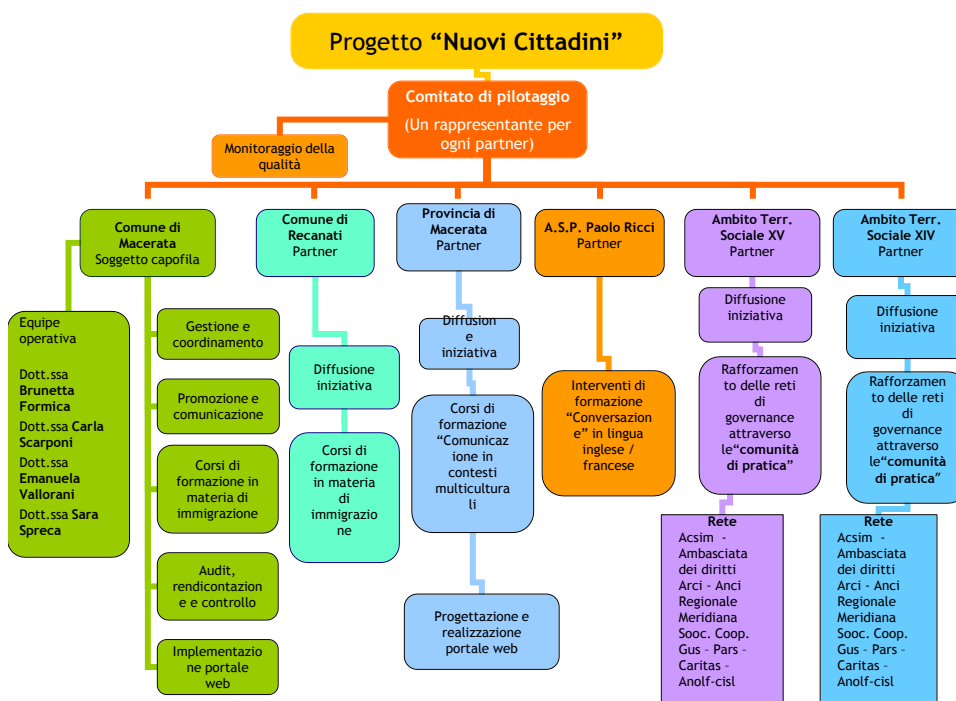 Progetto “Nuovi Cittadini”
Comitato di pilotaggio
(Un rappresentante per
ogni partner)
Monitoraggio della
qualità
Comune di
Macerata
Soggetto capofila
Comune di
Recanati
Partner
Provincia di
Macerata
Partner
A.S.P. Paolo Ricci
Partner
Ambito Terr.
Sociale XV
Partner
Ambito Terr.
Sociale XIV
Partner
Equipe
operativa
Dott.ssa
Brunetta
Formica
Dott.ssa Carla
Scarponi
Dott.ssa
Emanuela
Vallorani
Dott.ssa Sara
Spreca
Gestione e
coordinamento
Promozione e
comunicazione
Corsi di
formazione in
materia di
immigrazione
Audit,
rendicontazion
e e controllo
Implementazio
ne portale
web
Diffusione
iniziativa
Corsi di
formazione
in materia
di
immigrazio
ne
Diffusion
e
iniziativa
Corsi di
formazione
“Comunicaz
ione in
contesti
multicultura
li
Progettazione e
realizzazione
portale web
Interventi di
formazione
“Conversazion
e” in lingua
inglese /
francese
Diffusione
iniziativa
Rafforzame
nto delle reti
di
governance
attraverso
le“comunità
di pratica”
Rete
Acsim -
Ambasciata
dei diritti
Arci - Anci
Regionale
Meridiana
Sooc. Coop.
Gus - Pars -
Caritas -
Anolf-cisl
Diffusione
iniziativa
Rafforzame
nto delle reti
di
governance
attraverso
le“comunità
di pratica”
Rete
Acsim -
Ambasciata
dei diritti
Arci - Anci
Regionale
Meridiana
Sooc. Coop.
Gus - Pars -
Caritas -
Anolf-cisl